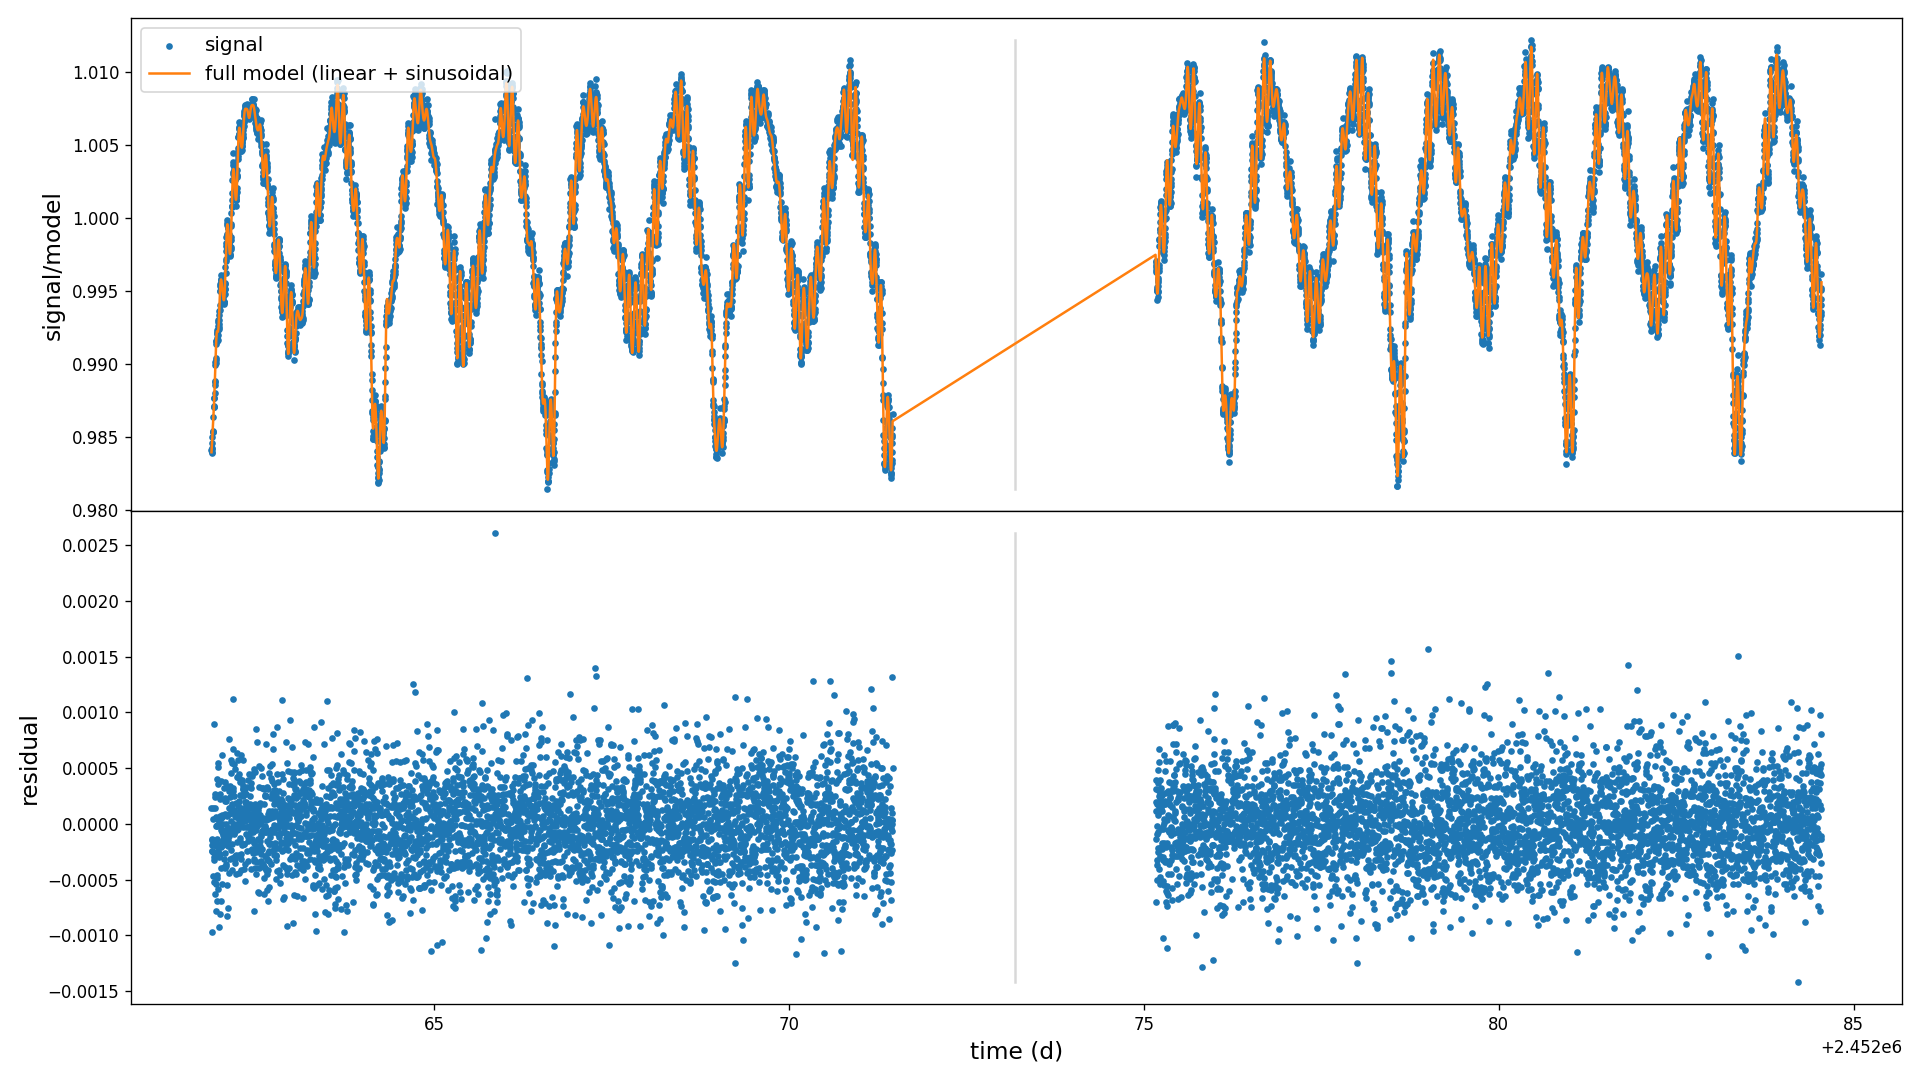 signal
full model (linear + sinusoidal)
signal/model
1.010
1.005
1.000
0.995
0.990
0.985
0.980
residual
0.0025
0.0020
0.0015
0.0010
0.0005
0.0000
−0.0005
−0.0010
−0.0015
65 70 75 80 85
+2.452e6
time (d)